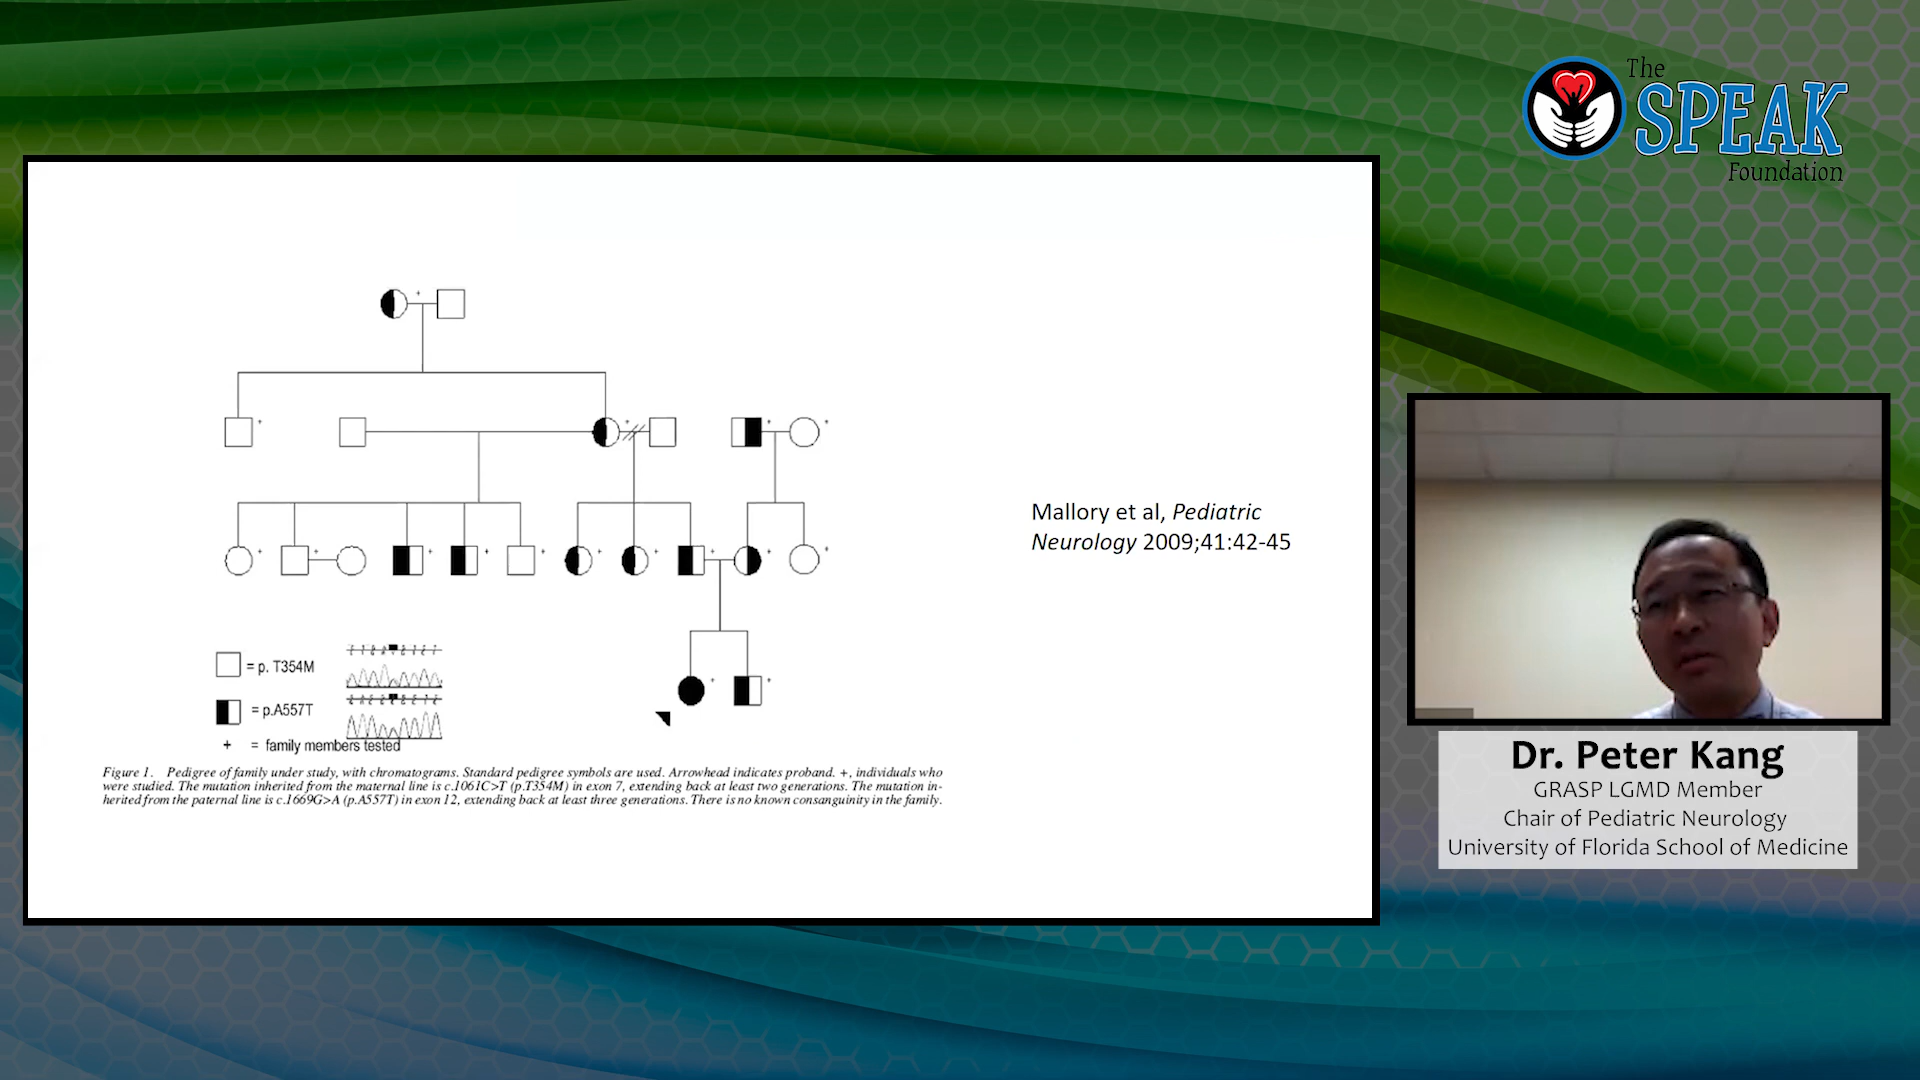 The
SPEAK
Foundation
Mallory et al, Pediatric
Neurology 2009;41:42-45
= p. T354M
= p.A557T
+ = family members tested
Figure 1. Pedigree of family under study, with chromatograms. Standard pedigree symbols are used. Arrowhead indicates proband. +, individuals who
were studied. The mutation inherited from the maternal line is c.1061C>T (p.T354M) in exon 7, extending back at least two generations. The mutation in-
herited from the paternal line is c.1669G>A (p.A557T) in exon 12, extending back at least three generations. There is no known consanguinity in the family.
Dr. Peter Kang
GRASP LGMD Member
Chair of Pediatric Neurology
University of Florida School of Medicine